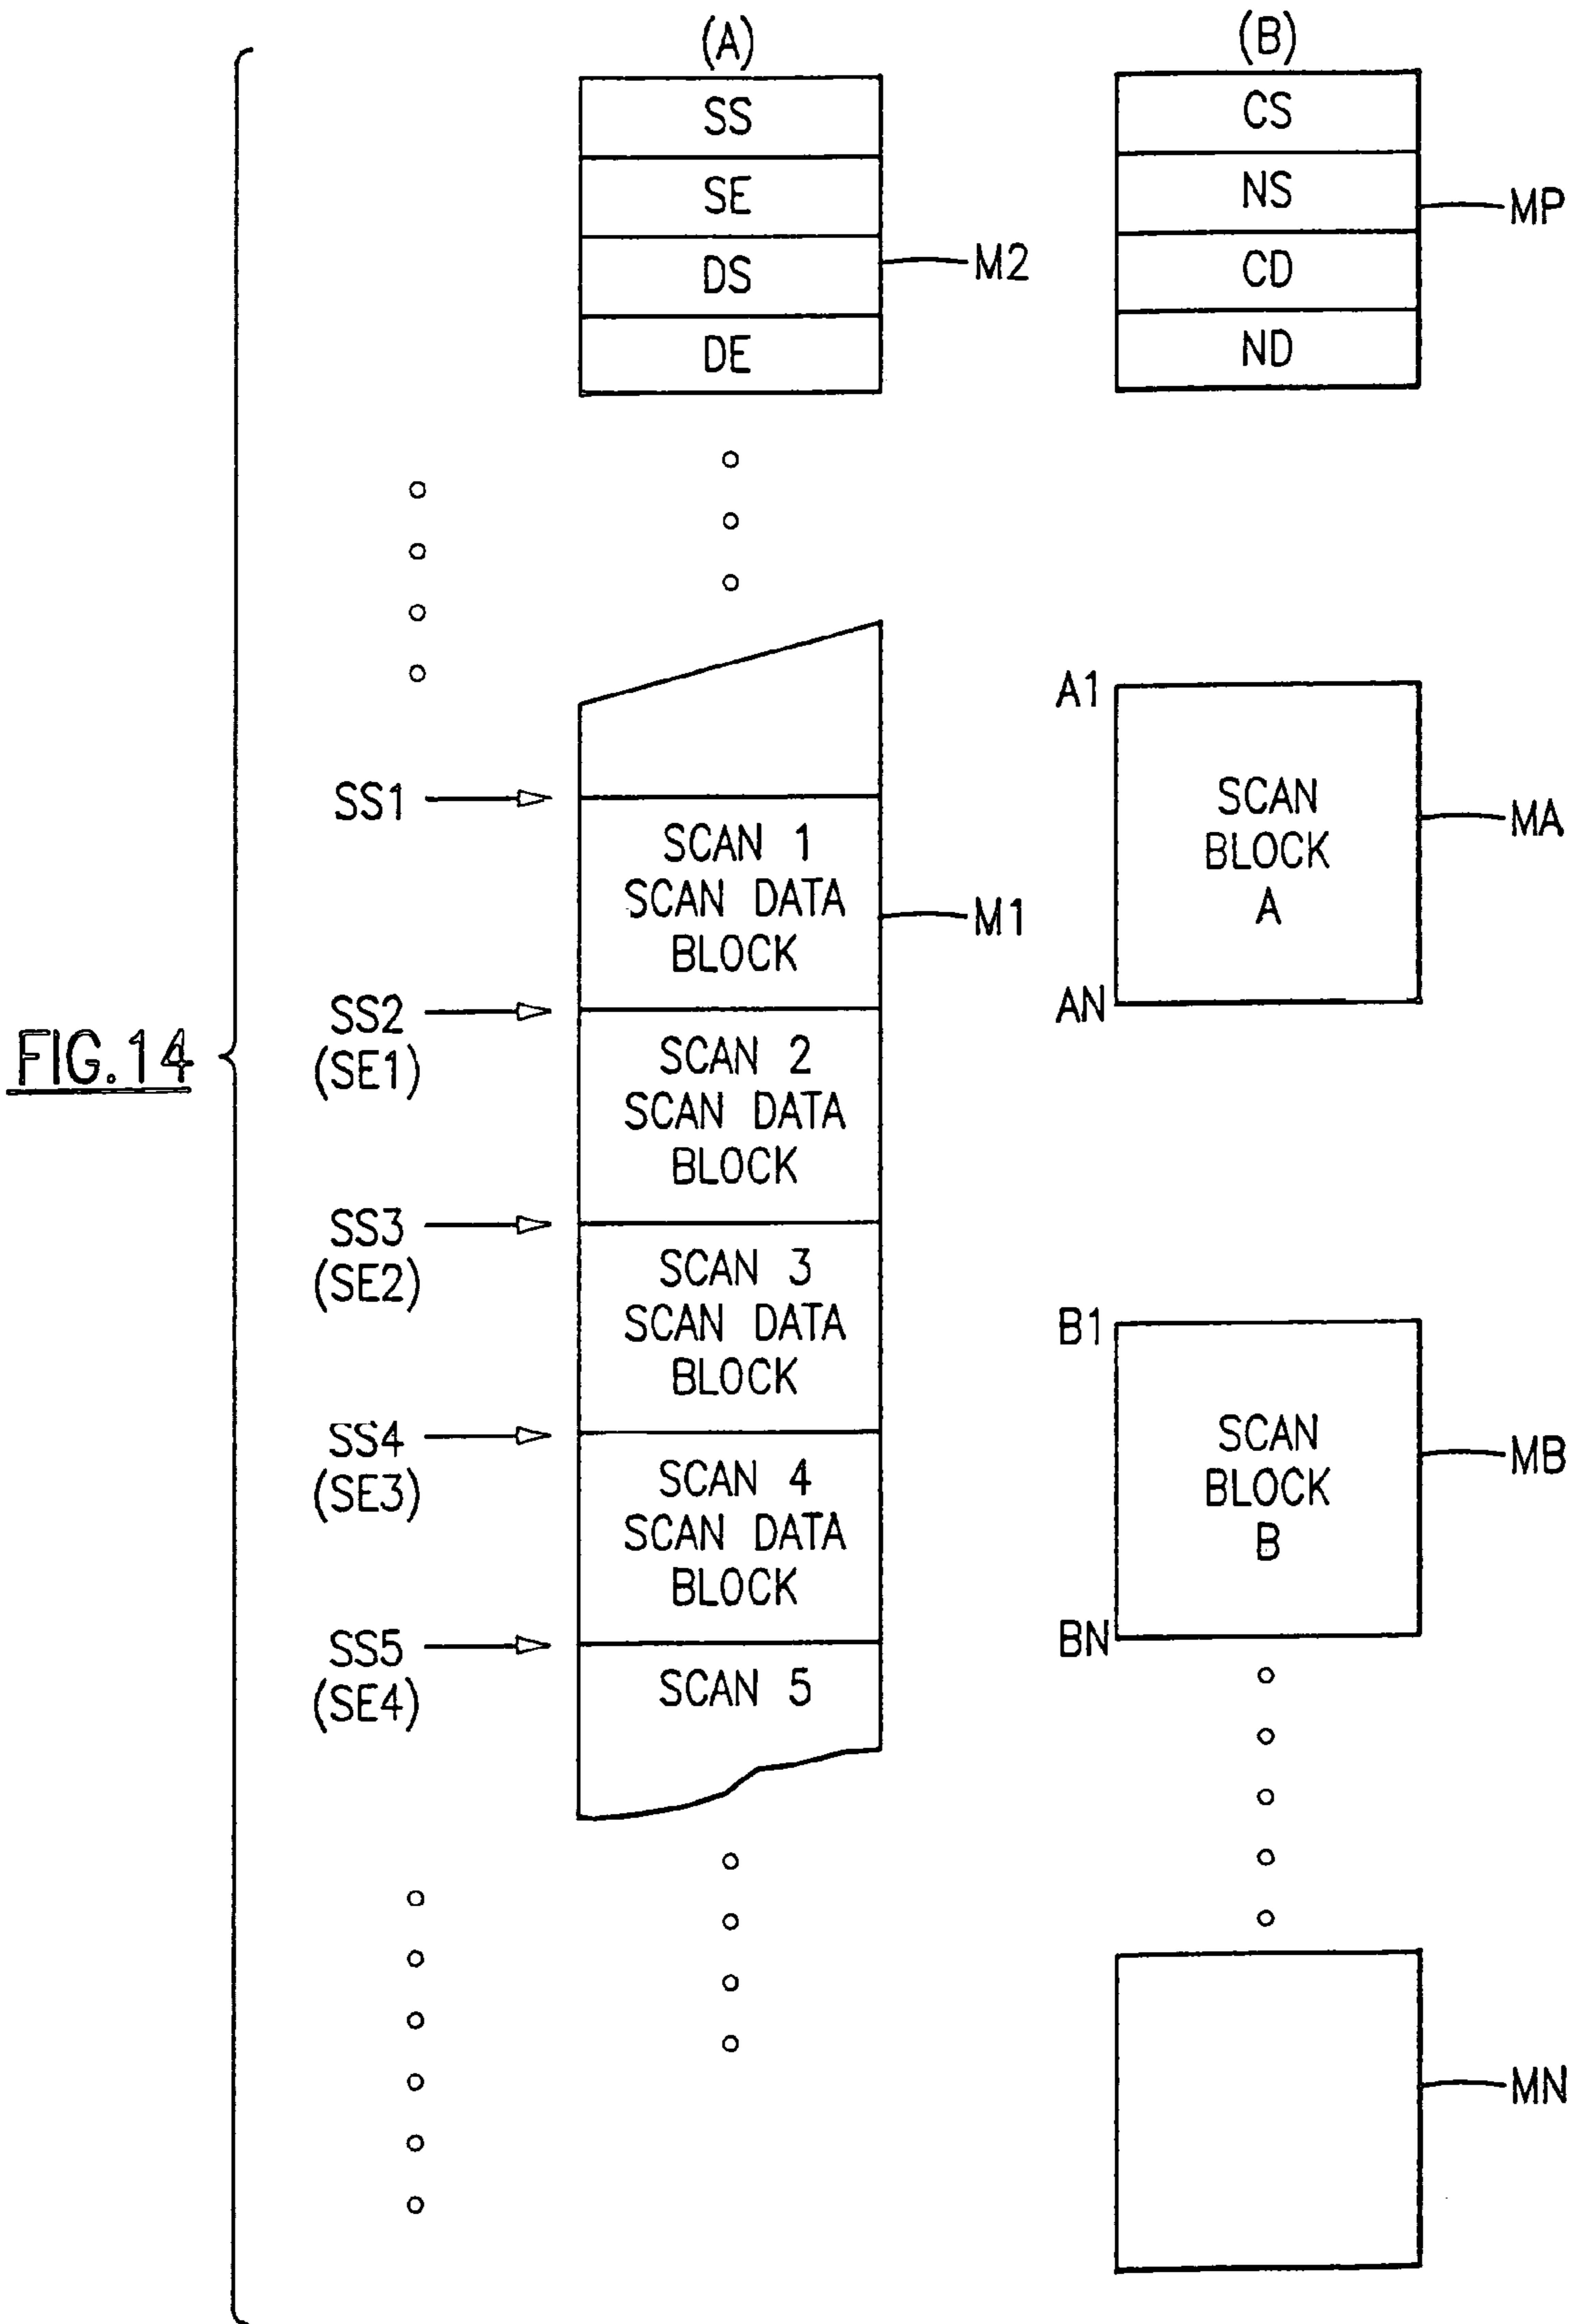 (A)
SS
SE
DS
DE
M2
(B)
CS
NS
CD
ND
MP
FIG.14
SS1
SS2
(SE1)
SS3
(SE2)
SS4
(SE3)
SS5
(SE4)
SCAN 1
SCAN DATA
BLOCK
M1
SCAN 2
SCAN DATA
BLOCK
SCAN 3
SCAN DATA
BLOCK
SCAN 4
SCAN DATA
BLOCK
SCAN 5
A1
SCAN
BLOCK
A
AN
MA
B1
SCAN
BLOCK
B
BN
MB
MN